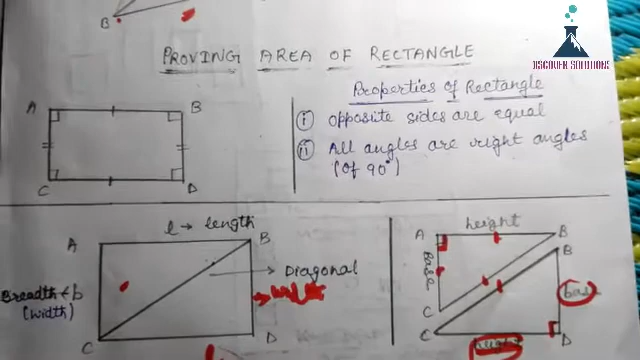 B
DISCOVER SOLUTIONS
PROVING AREA OF RECTANGLE
Properties of Rectangle
A
B
(i) opposite sides are equal
(ii) All angles are right angles
(of 90°)
C
D
l → length
A
B
Diagonal
Breadth ← b
(width)
C
D
A
height
B
B
Base
C
C
base
D
height